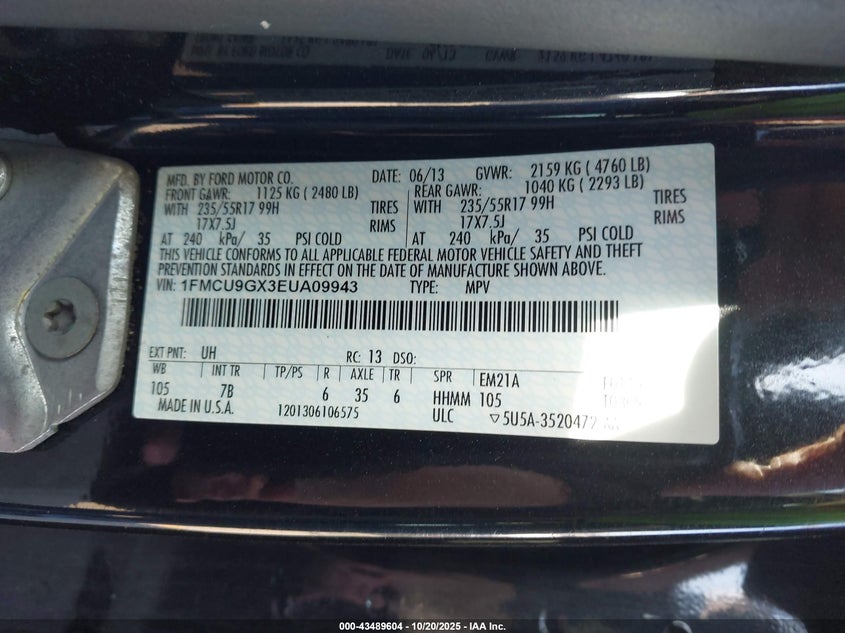 MFD. BY FORD MOTOR CO. DATE: 06/13 GVWR: 2159 KG ( 4760 LB)
FRONT GAWR: 1125 KG ( 2480 LB) REAR GAWR: 1040 KG ( 2293 LB)
WITH 235/55R17 99H TIRES WITH 235/55R17 99H TIRES
17X7.5J RIMS 17X7.5J RIMS
AT 240 kPa/ 35 PSI COLD AT 240 kPa/ 35 PSI COLD
THIS VEHICLE CONFORMS TO ALL APPLICABLE FEDERAL MOTOR VEHICLE SAFETY AND THEFT
PREVENTION STANDARDS IN EFFECT ON THE DATE OF MANUFACTURE SHOWN ABOVE.
VIN: 1FMCU9GX3EUA09943 TYPE: MPV
EXT PNT: UH RC: 13 DSO:
WB INT TR TP/PS R AXLE TR SPR EM21A
105 7B 6 35 6 HHMM 105
MADE IN U.S.A. 1201306106575 ULC ▽5U5A-3520472
000-43489604 - 10/20/2025 - IAA Inc.